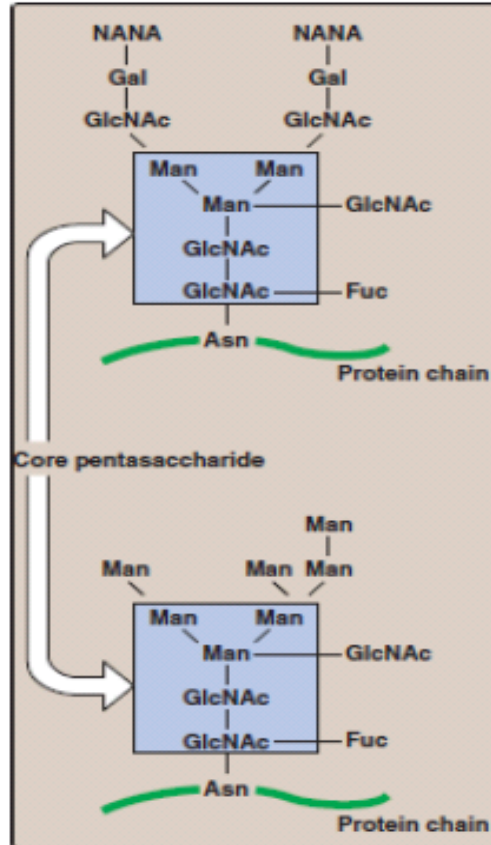 NANA NANA
Gal Gal
GlcNAc GlcNAc
Man Man
Man GlcNAc
GlcNAc
GlcNAc Fuc
Asn
Protein chain
Core pentasaccharide
Man
Man Man Man
Man Man
Man GlcNAc
GlcNAc
GlcNAc Fuc
Asn
Protein chain